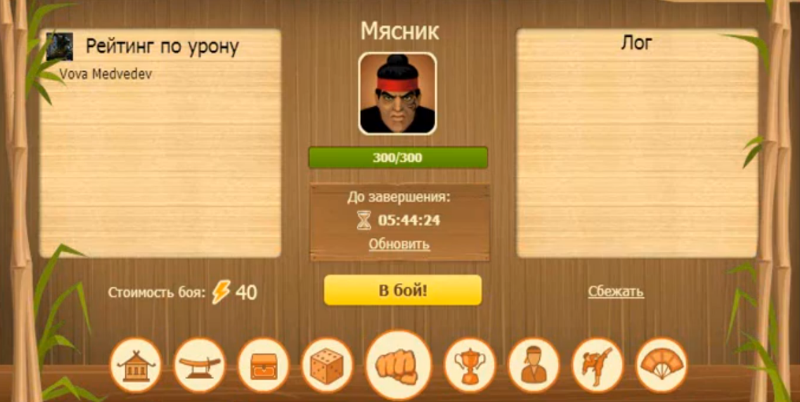 Мясник
Рейтинг по урону
Vova Medvedev
Лог
300/300
До завершения:
05:44:24
Обновить
Стоимость боя: 40
В бой!
Сбежать